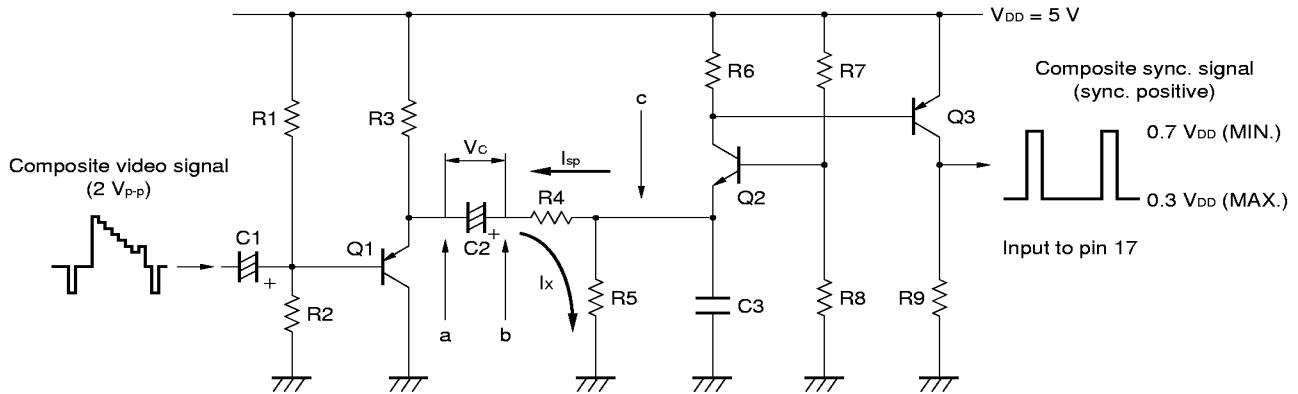 VDD = 5 V
Composite video signal
(2 Vp-p)
C1
R1
R2
Q1
R3
VC
C2
+
+
a
b
Isp
R4
IX
c
R5
R6
Q2
C3
R7
R8
Q3
R9
Composite sync. signal
(sync. positive)
0.7 VDD (MIN.)
0.3 VDD (MAX.)
Input to pin 17